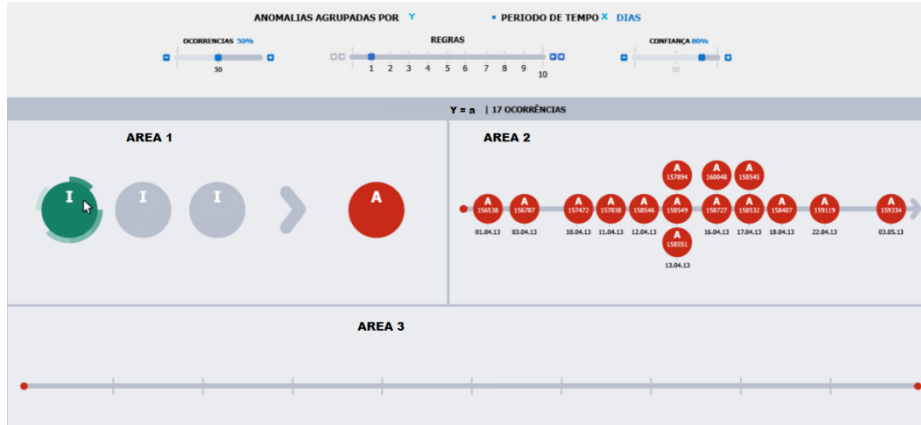 ANOMALIAS AGRUPADAS POR Y
PERIODO DE TEMPO X DIAS
OCORRENCIAS 50%
50
REGRAS
1 2 3 4 5 6 7 8 9 10
CONFIANÇA 80%
50
Y = n | 17 OCORRÊNCIAS
AREA 1
I I I A
AREA 2
A 157894
A 160048
A 158545
A 156538
A 156787
A 157472
A 157838
A 158546
A 158549
A 158727
A 158532
A 158407
A 159119
A 159334
A 158551
01.04.13 03.04.13 10.04.13 11.04.13 12.04.13 16.04.13 17.04.13 18.04.13 22.04.13 03.05.13
13.04.13
AREA 3